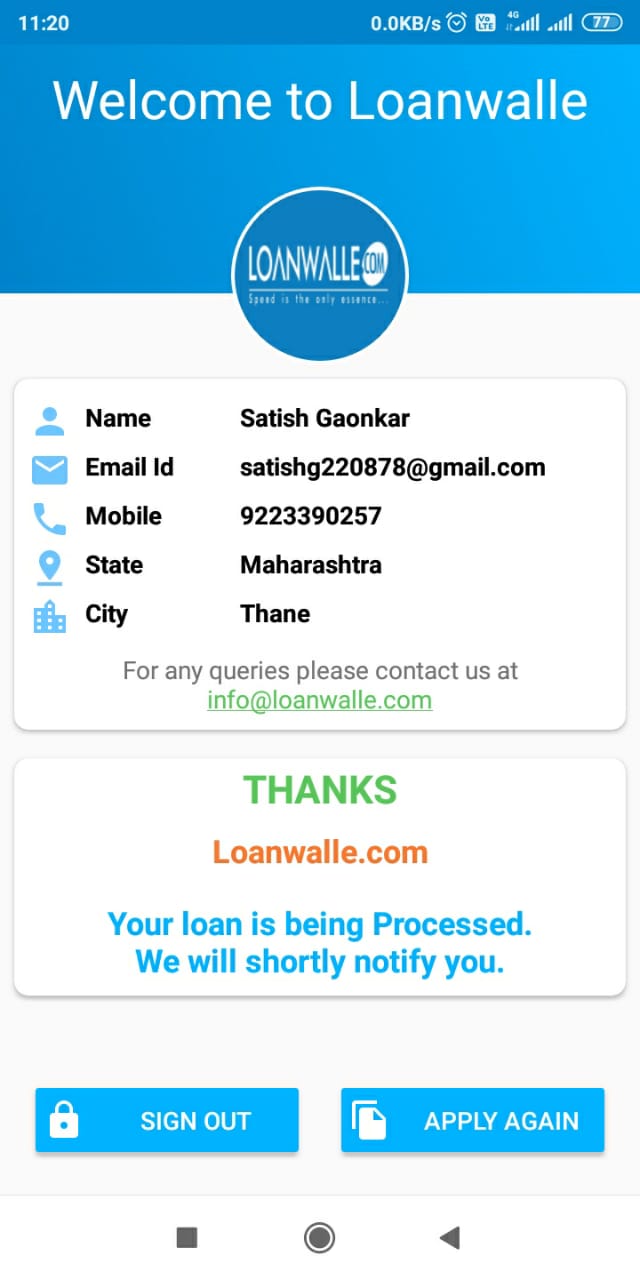 11:20 0.0KB/s Vo LTE 4G 77
Welcome to Loanwalle
LOANWALLE.COM
Speed is the only essence...
Name Satish Gaonkar
Email Id satishg220878@gmail.com
Mobile 9223390257
State Maharashtra
City Thane
For any queries please contact us at
info@loanwalle.com
THANKS
Loanwalle.com
Your loan is being Processed.
We will shortly notify you.
SIGN OUT APPLY AGAIN